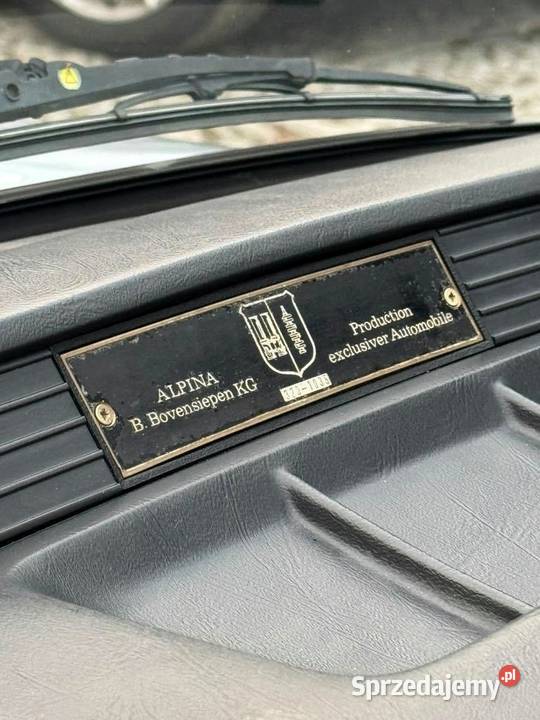 ALPINA
B. Bovensiepen KG
Production
exclusiver Automobile
Sprzedajemy.pl